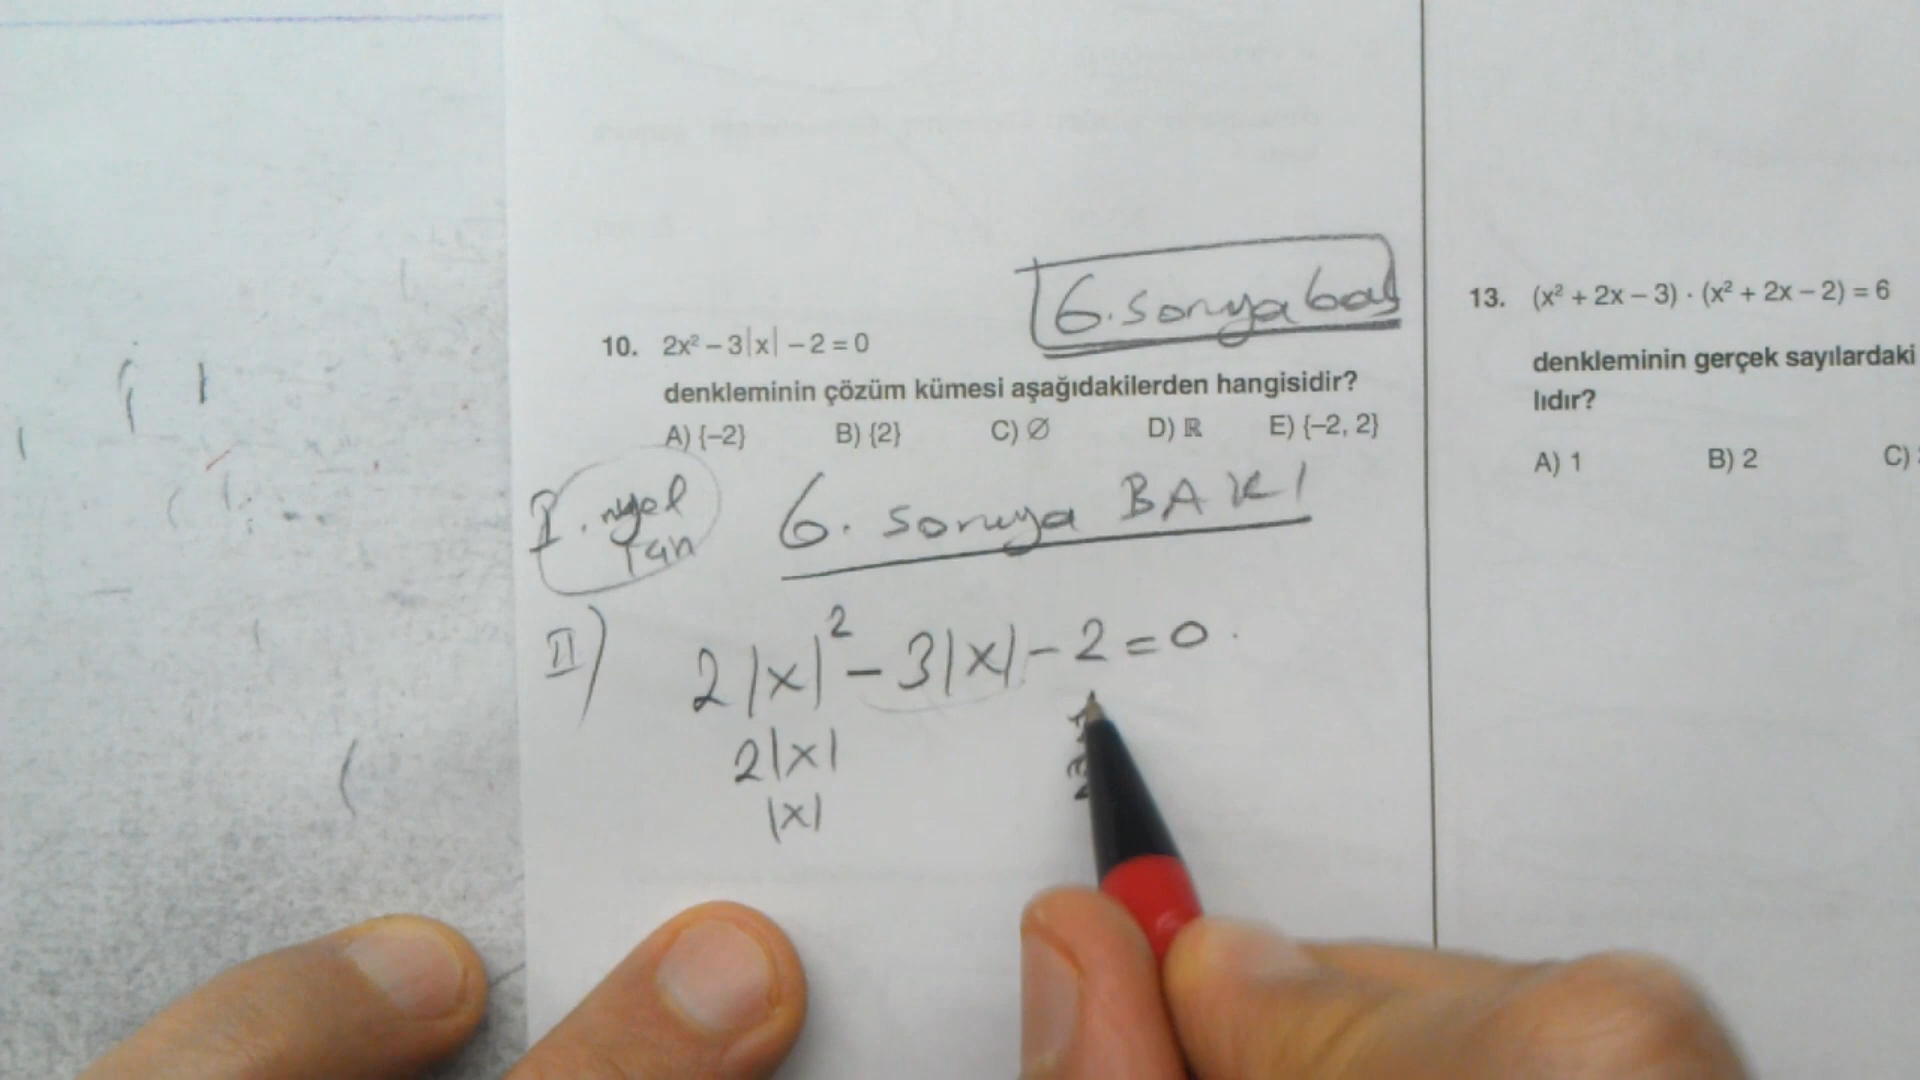 6. soruya bak
10. 2x² – 3|x| – 2 = 0
denkleminin çözüm kümesi aşağıdakilerden hangisidir?
A) {–2} B) {2} C) ∅ D) ℝ E) {–2, 2}
I. 
6. soruya BAK!
II) 2|x|² – 3|x| – 2 = 0
2|x|
|x|
13. (x² + 2x – 3) · (x² + 2x – 2) = 6
denkleminin gerçek sayılardaki
lıdır?
A) 1 B) 2 C)